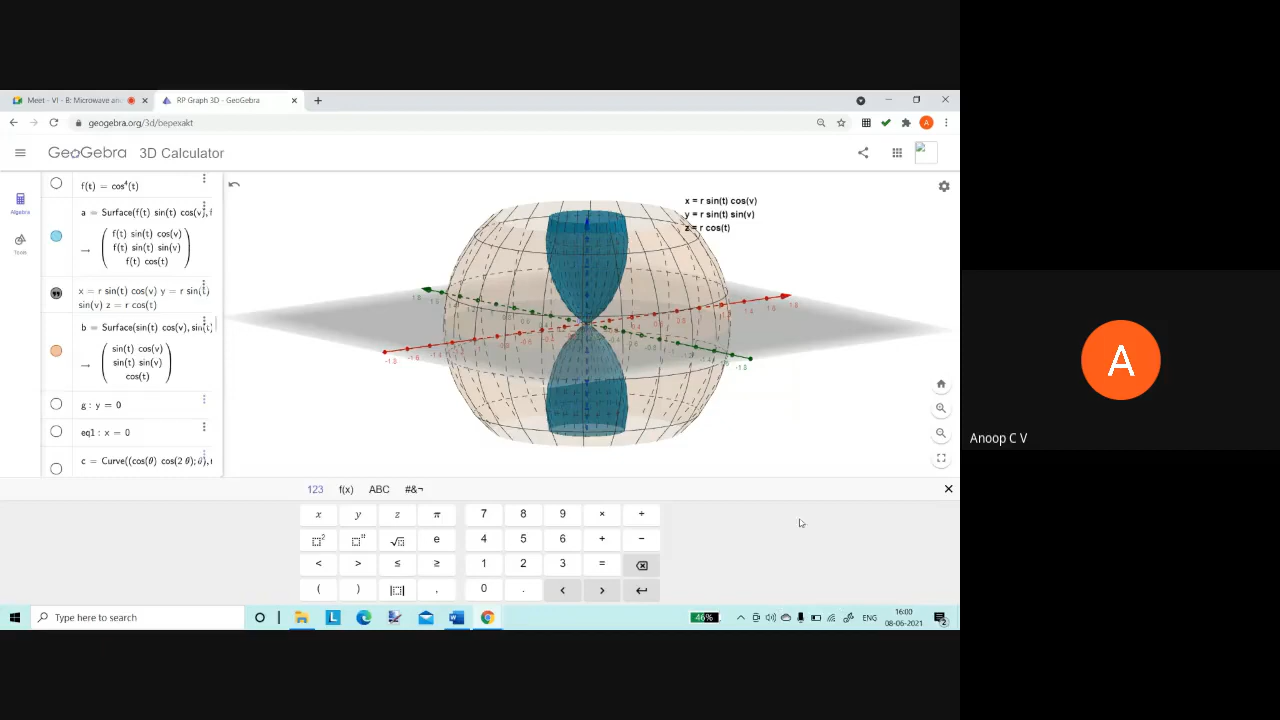 Meet - VI - B: Microwave an
RP Graph 3D - GeoGebra
geogebra.org/3d/bepexakt
A
GeoGebra 3D Calculator
Algebra
Tools
f(t) = cos⁴(t)
a = Surface(f(t) sin(t) cos(v), f
f(t) sin(t) cos(v)
f(t) sin(t) sin(v)
f(t) cos(t)
x = r sin(t) cos(v) y = r sin(t)
sin(v) z = r cos(t)
b = Surface(sin(t) cos(v), sin(t)
sin(t) cos(v)
sin(t) sin(v)
cos(t)
g : y = 0
eq1 : x = 0
c = Curve((cos(θ) cos(2 θ); θ), r
x = r sin(t) cos(v)
y = r sin(t) sin(v)
z = r cos(t)
123 f(x) ABC #&¬
x y z π 7 8 9 × ÷
e 4 5 6 + −
< > ≤ ≥ 1 2 3 =
( ) , 0 . < >
Type here to search
46%
ENG
16:00
08-06-2021
2
A
Anoop C V